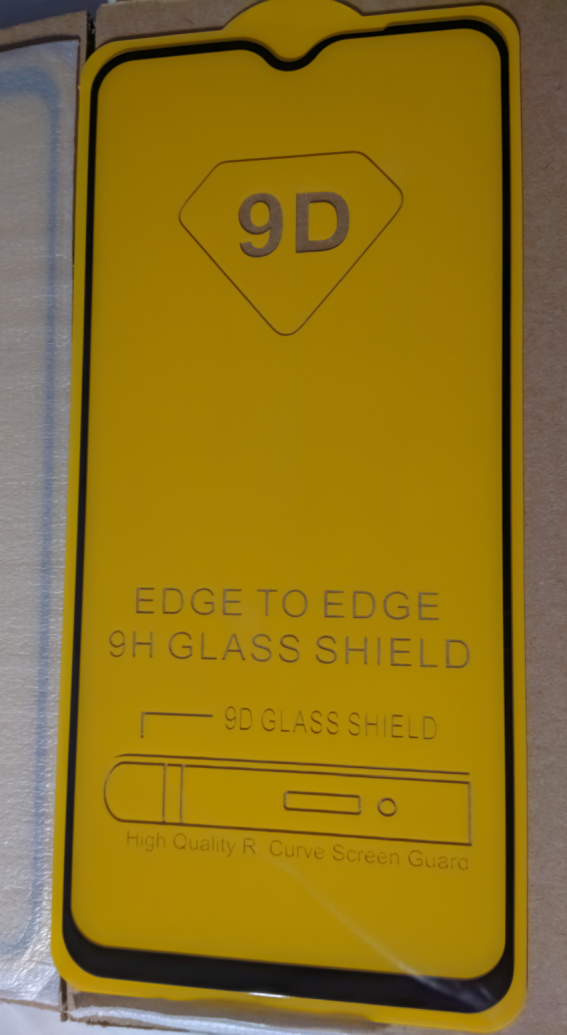 9D
EDGE TO EDGE
9H GLASS SHIELD
9D GLASS SHIELD
High Quality R Curve Screen Guard